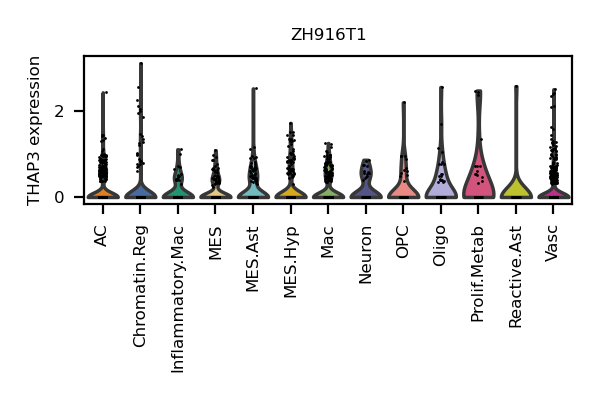 ZH916T1
THAP3 expression
2
0
AC
Chromatin.Reg
Inflammatory.Mac
MES
MES.Ast
MES.Hyp
Mac
Neuron
OPC
Oligo
Prolif.Metab
Reactive.Ast
Vasc